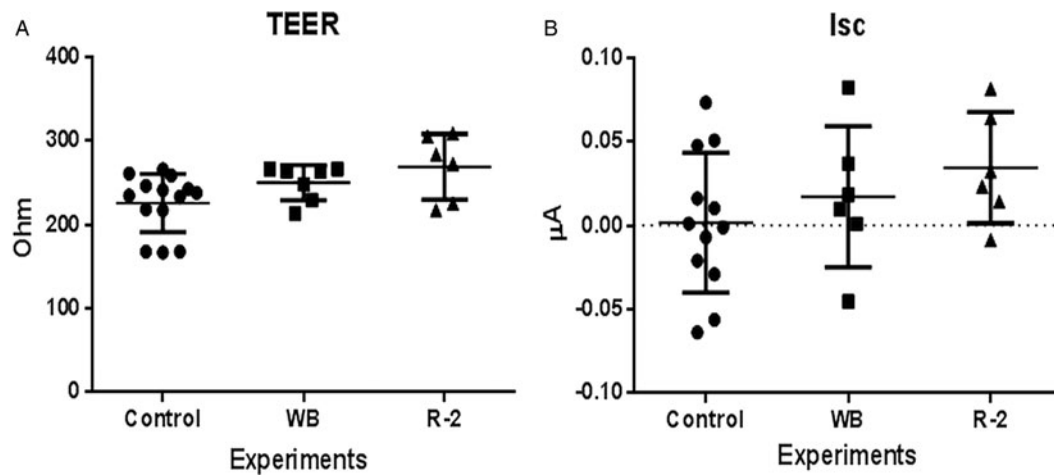 A
TEER
Ohm
400
300
200
100
0
Control WB R-2
Experiments
B
Isc
µA
0.10
0.05
0.00
-0.05
-0.10
Control WB R-2
Experiments